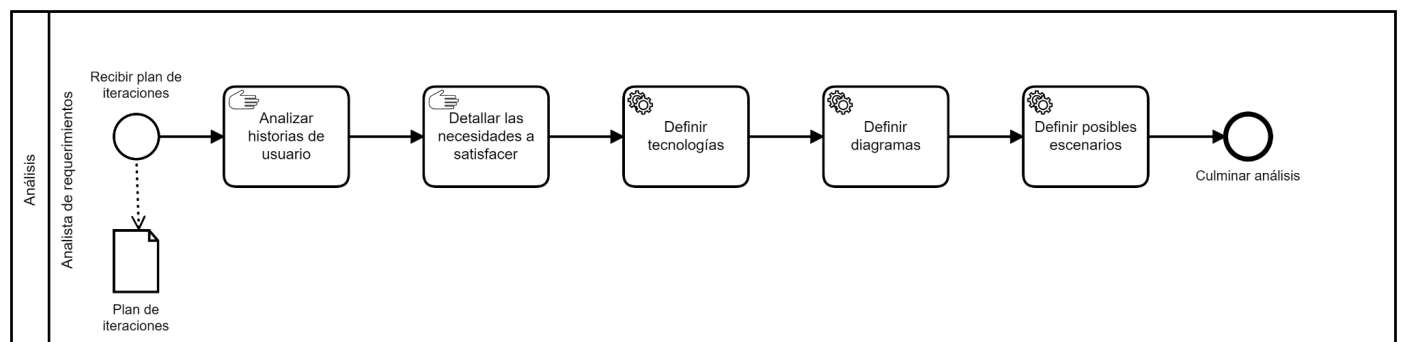 Análisis
Analista de requerimientos
Recibir plan de
iteraciones
Plan de
iteraciones
Analizar
historias de
usuario
Detallar las
necesidades a
satisfacer
Definir
tecnologías
Definir
diagramas
Definir posibles
escenarios
Culminar análisis